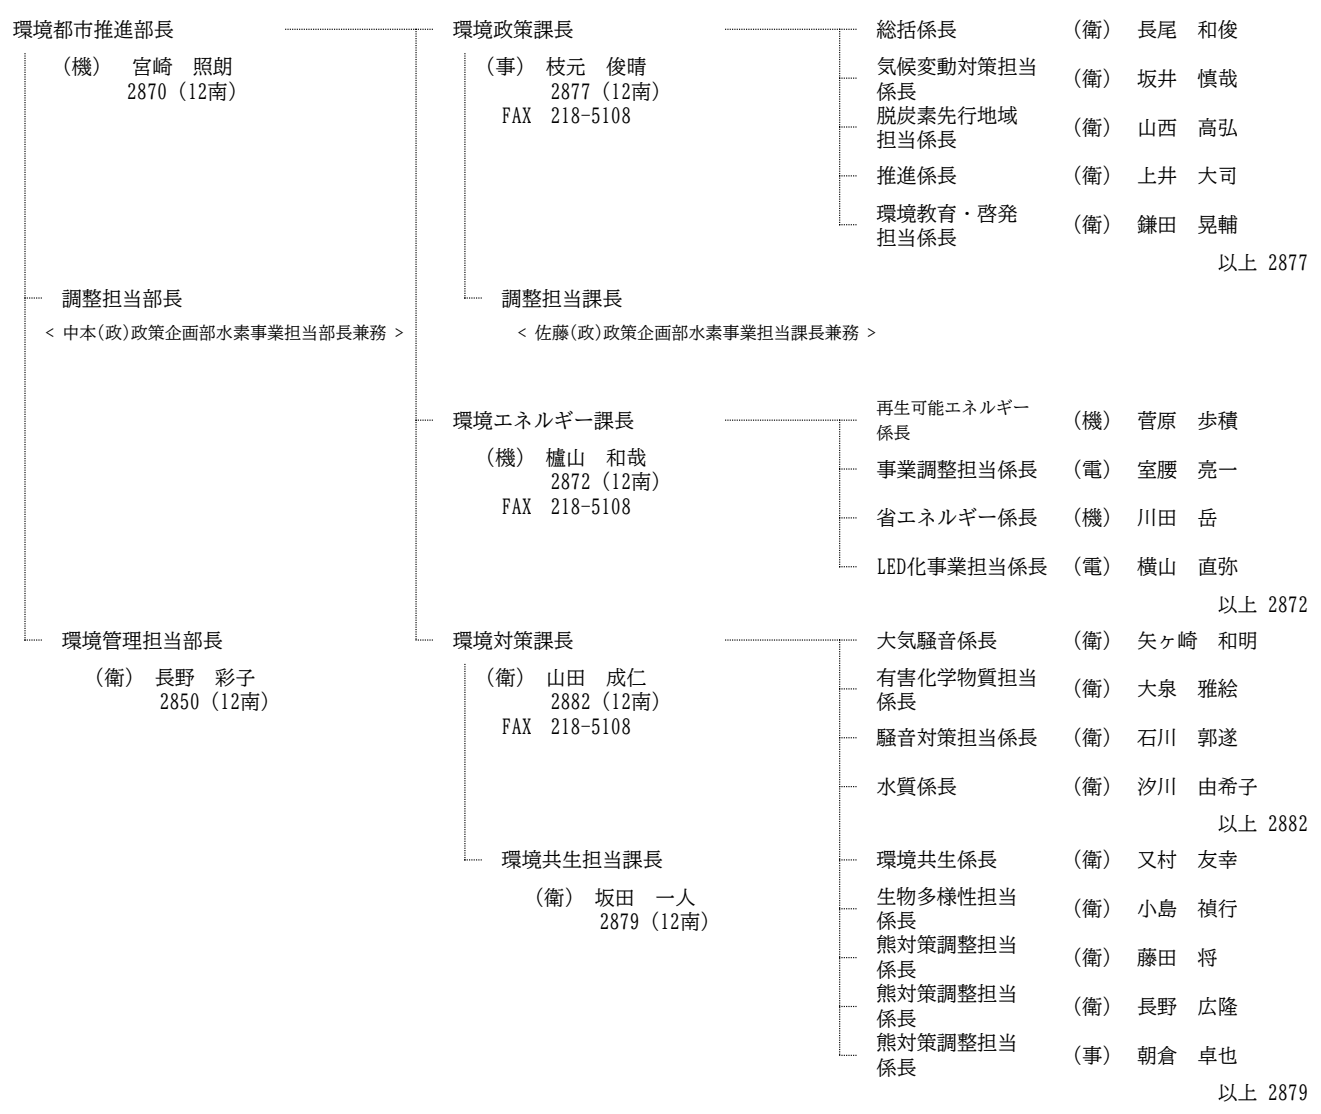 環境都市推進部長
（機）　宮崎　照朗
2870（12南）
調整担当部長
< 中本(政)政策企画部水素事業担当部長兼務 >
環境管理担当部長
（衛）　長野　彩子
2850（12南）
環境政策課長
（事）　枝元　俊晴
2877（12南）
FAX　218-5108
調整担当課長
< 佐藤(政)政策企画部水素事業担当課長兼務 >
環境エネルギー課長
（機）　櫨山　和哉
2872（12南）
FAX　218-5108
環境対策課長
（衛）　山田　成仁
2882（12南）
FAX　218-5108
環境共生担当課長
（衛）　坂田　一人
2879（12南）
総括係長　（衛）　長尾　和俊
気候変動対策担当
係長　（衛）　坂井　慎哉
脱炭素先行地域
担当係長　（衛）　山西　高弘
推進係長　（衛）　上井　大司
環境教育・啓発
担当係長　（衛）　鎌田　晃輔
以上 2877
再生可能エネルギー
係長　（機）　菅原　歩積
事業調整担当係長　（電）　室腰　亮一
省エネルギー係長　（機）　川田　岳
LED化事業担当係長　（電）　横山　直弥
以上 2872
大気騒音係長　（衛）　矢ヶ崎　和明
有害化学物質担当
係長　（衛）　大泉　雅絵
騒音対策担当係長　（衛）　石川　郭遂
水質係長　（衛）　汐川　由希子
以上 2882
環境共生係長　（衛）　又村　友幸
生物多様性担当
係長　（衛）　小島　禎行
熊対策調整担当
係長　（衛）　藤田　将
熊対策調整担当
係長　（衛）　長野　広隆
熊対策調整担当
係長　（事）　朝倉　卓也
以上 2879